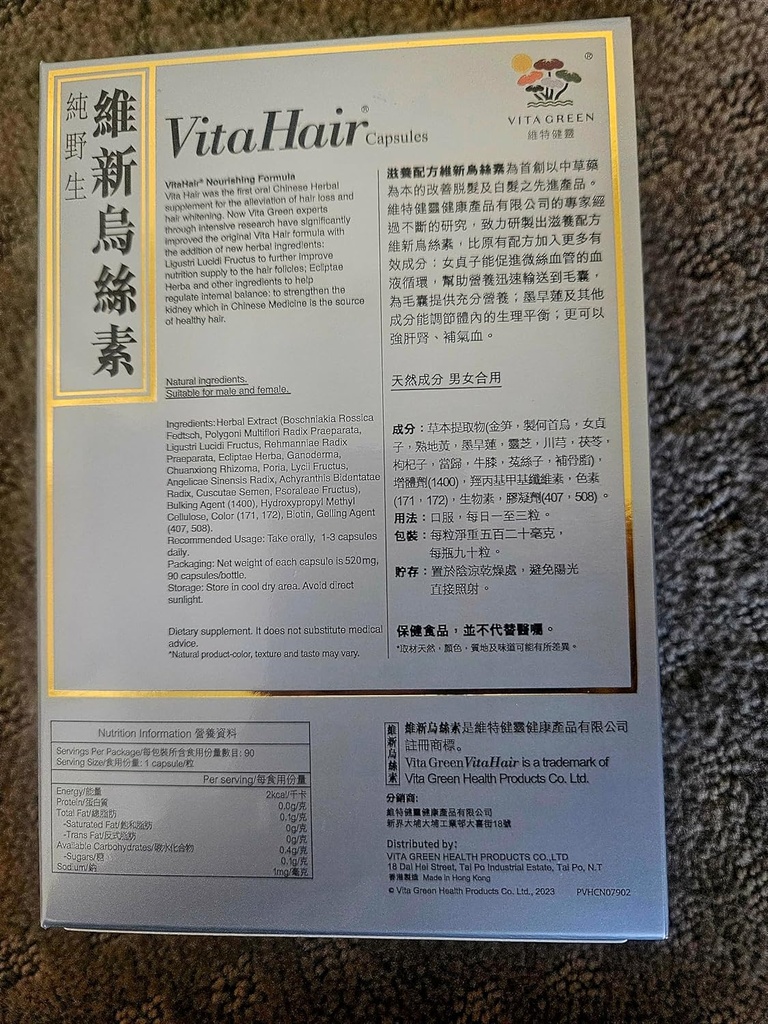 純野生
維新烏絲素
VitaHair® Capsules
®
VITAGREEN
維特健靈
VitaHair® Nourishing Formula
Vita Hair was the first oral Chinese Herbal
supplement for the alleviation of hair loss and
hair whitening. Now Vita Green experts
through intensive research have significantly
improved the original Vita Hair formula with
the addition of new herbal ingredients:
Ligustri Lucidi Fructus to further improve
nutrition supply to the hair follicles; Ecliptae
Herba and other ingredients to help
regulate internal balance; to strengthen the
kidney which in Chinese Medicine is the source
of healthy hair.
Natural ingredients.
Suitable for male and female.
Ingredients: Herbal Extract (Boschniakia Rossica
Fedtsch, Polygoni Multiflori Radix Praeparata,
Ligustri Lucidi Fructus, Rehmanniae Radix
Praeparata, Ecliptae Herba, Ganoderma,
Chuanxiong Rhizoma, Poria, Lycii Fructus,
Angelicae Sinensis Radix, Achyranthis Bidentatae
Radix, Cuscutae Semen, Psoraleae Fructus),
Bulking Agent (1400), Hydroxypropyl Methyl
Cellulose, Color (171, 172), Biotin, Gelling Agent
(407, 508).
Recommended Usage: Take orally, 1-3 capsules
daily.
Packaging: Net weight of each capsule is 520mg,
90 capsules/bottle.
Storage: Store in cool dry area. Avoid direct
sunlight.
Dietary supplement. It does not substitute medical
advice.
*Natural product-color, texture and taste may vary.
滋養配方維新烏絲素為首創以中草藥
為本的改善脫髮及白髮之先進產品。
維特健靈健康產品有限公司的專家經
過不斷的研究，致力研製出滋養配方
維新烏絲素，比原有配方加入更多有
效成分：女貞子能促進微絲血管的血
液循環，幫助營養迅速輸送到毛囊，
為毛囊提供充分營養；墨旱蓮及其他
成分能調節體內的生理平衡；更可以
強肝腎、補氣血。
天然成分 男女合用
成分：草本提取物(金笋，製何首烏，女貞
子，熟地黃，墨旱蓮，靈芝，川芎，茯苓，
枸杞子，當歸，牛膝，菟絲子，補骨脂)，
增體劑(1400)，羥丙基甲基纖維素，色素
(171，172)，生物素，膠凝劑(407，508)。
用法：口服，每日一至三粒。
包裝：每粒淨重五百二十毫克，
每瓶九十粒。
貯存：置於陰涼乾燥處，避免陽光
直接照射。
保健食品，並不代替醫囑。
*取材天然，顏色，質地及味道可能有所差異。
Nutrition Information 營養資料
Servings Per Package/每包裝所含食用份量數目: 90
Serving Size/食用份量: 1 capsule/粒
Per serving/每食用份量
Energy/能量 2kcal/千卡
Protein/蛋白質 0.0g/克
Total Fat/總脂肪 0.1g/克
-Saturated Fat/飽和脂肪 0g/克
-Trans Fat/反式脂肪 0g/克
Available Carbohydrates/碳水化合物 0.4g/克
-Sugars/糖 0.1g/克
Sodium/鈉 1mg/毫克
維新烏絲素
維新烏絲素是維特健靈健康產品有限公司
註冊商標。
Vita Green VitaHair is a trademark of
Vita Green Health Products Co. Ltd.
分銷商:
維特健靈健康產品有限公司
新界大埔大埔工業邨大喜街18號
Distributed by:
VITA GREEN HEALTH PRODUCTS CO.,LTD
18 Dai Hei Street, Tai Po Industrial Estate, Tai Po, N.T
香港製造 Made in Hong Kong
© Vita Green Health Products Co. Ltd., 2023 PVHCN07902